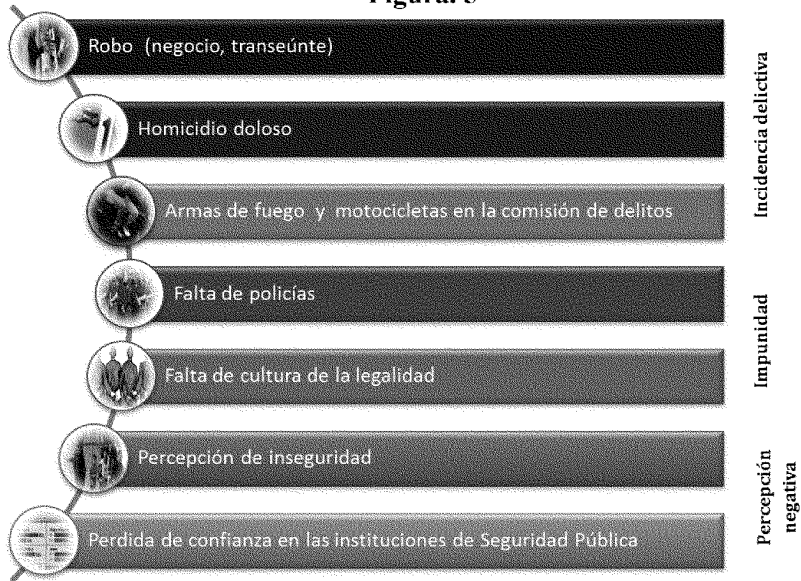 Robo (negocio, transeúnte)
Homicidio doloso
Armas de fuego y motocicletas en la comisión de delitos
Incidencia delictiva
Falta de policías
Falta de cultura de la legalidad
Impunidad
Percepción de inseguridad
Perdida de confianza en las instituciones de Seguridad Pública
Percepción
negativa